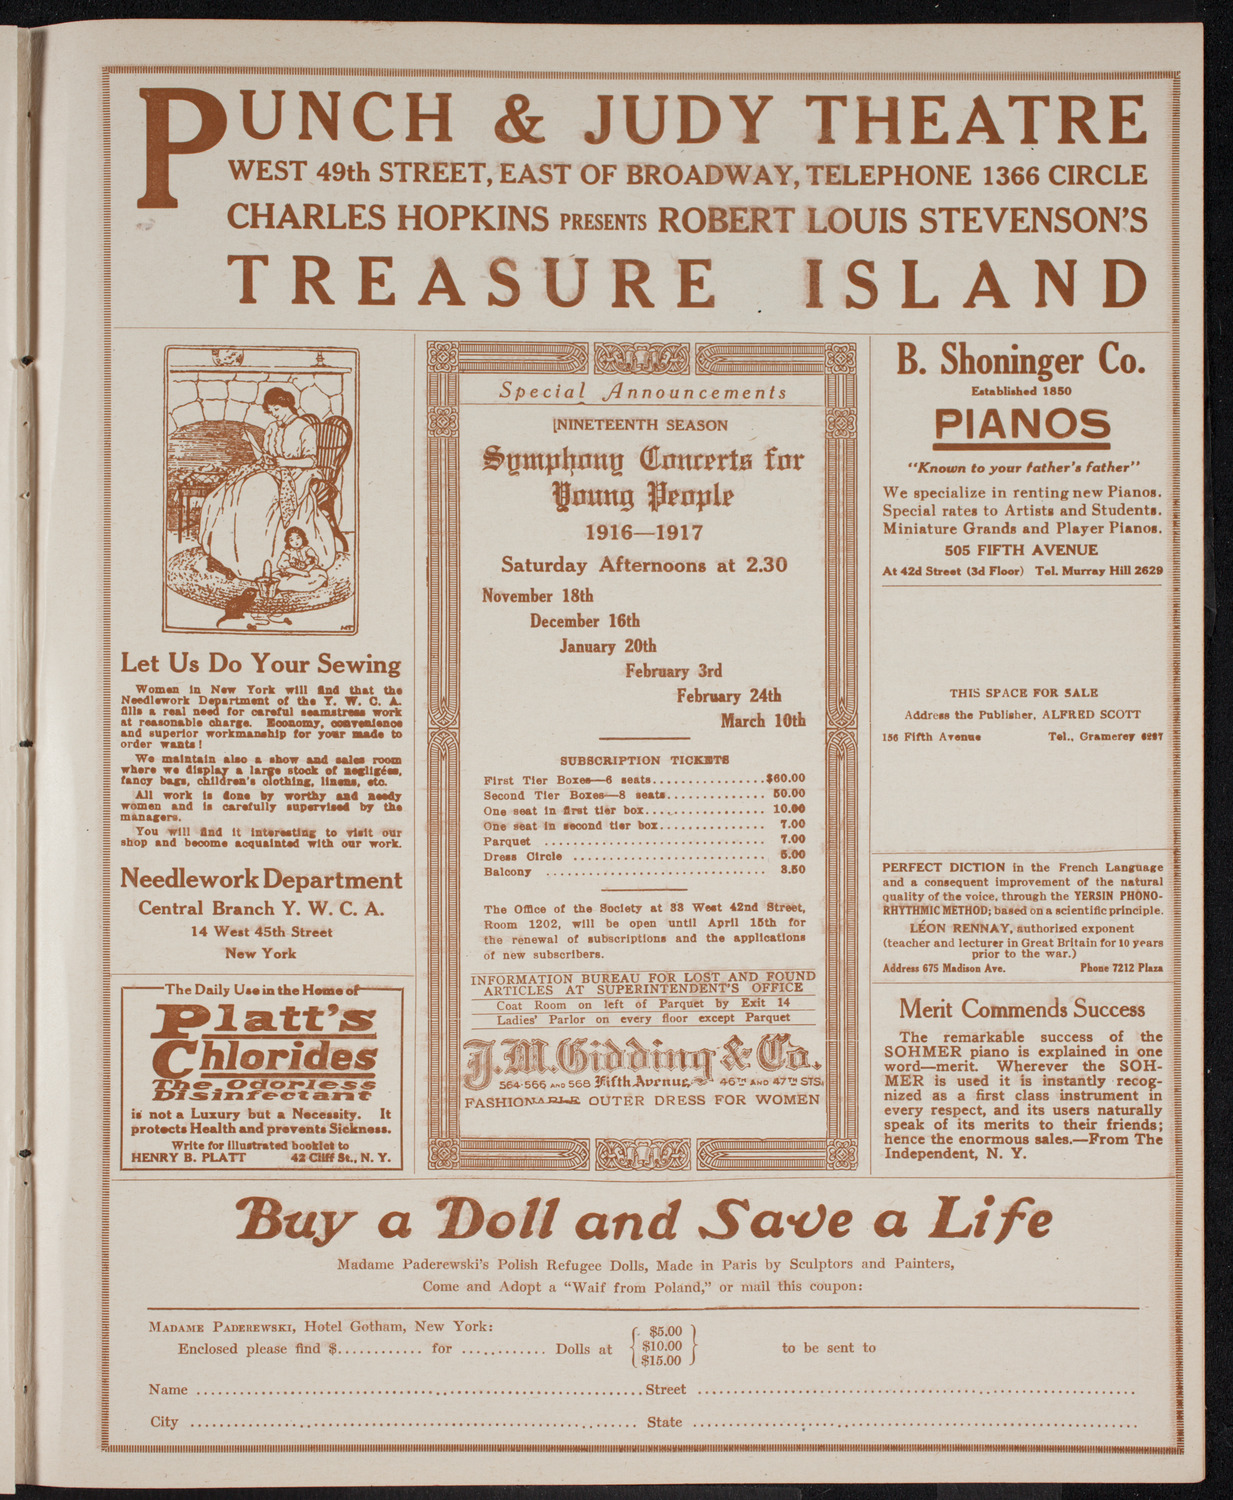 PUNCH & JUDY THEATRE
WEST 49th STREET, EAST OF BROADWAY, TELEPHONE 1366 CIRCLE
CHARLES HOPKINS PRESENTS ROBERT LOUIS STEVENSON'S
TREASURE ISLAND
Let Us Do Your Sewing
Women in New York will find that the
Needlework Department of the Y. W. C. A.
fills a real need for careful seamstress work
at reasonable charge. Economy, convenience
and superior workmanship for your made to
order wants!
We maintain also a show and sales room
where we display a large stock of negligées,
fancy bags, children's clothing, linens, etc.
All work is done by worthy and needy
women and is carefully supervised by the
managers.
You will find it interesting to visit our
shop and become acquainted with our work.
Needlework Department
Central Branch Y. W. C. A.
14 West 45th Street
New York
The Daily Use in the Home of
Platt's
Chlorides
The Odorless
Disinfectant
is not a Luxury but a Necessity. It
protects Health and prevents Sickness.
Write for illustrated booklet to
HENRY B. PLATT 42 Cliff St., N. Y.
Special Announcements
NINETEENTH SEASON
Symphony Concerts for
Young People
1916—1917
Saturday Afternoons at 2.30
November 18th
December 16th
January 20th
February 3rd
February 24th
March 10th
SUBSCRIPTION TICKETS
First Tier Boxes—6 seats................$60.00
Second Tier Boxes—8 seats.............. 50.00
One seat in first tier box................. 10.00
One seat in second tier box............... 7.00
Parquet ................................ 7.00
Dress Circle ............................ 5.00
Balcony ................................ 3.50
The Office of the Society at 33 West 42nd Street,
Room 1202, will be open until April 15th for
the renewal of subscriptions and the applications
of new subscribers.
INFORMATION BUREAU FOR LOST AND FOUND
ARTICLES AT SUPERINTENDENT'S OFFICE
Coat Room on left of Parquet by Exit 14
Ladies' Parlor on every floor except Parquet
J.M.Gidding & Co.
564-566 AND 568 Fifth Avenue, 46TH AND 47TH STS.
FASHIONABLE OUTER DRESS FOR WOMEN
B. Shoninger Co.
Established 1850
PIANOS
"Known to your father's father"
We specialize in renting new Pianos.
Special rates to Artists and Students.
Miniature Grands and Player Pianos.
505 FIFTH AVENUE
At 42d Street (3d Floor) Tel. Murray Hill 2629
THIS SPACE FOR SALE
Address the Publisher, ALFRED SCOTT
156 Fifth Avenue Tel., Gramercy 6287
PERFECT DICTION in the French Language
and a consequent improvement of the natural
quality of the voice, through the YERSIN PHONO-
RHYTHMIC METHOD; based on a scientific principle.
LÉON RENNAY, authorized exponent
(teacher and lecturer in Great Britain for 10 years
prior to the war.)
Address 675 Madison Ave. Phone 7212 Plaza
Merit Commends Success
The remarkable success of the
SOHMER piano is explained in one
word—merit. Wherever the SOH-
MER is used it is instantly recog-
nized as a first class instrument in
every respect, and its users naturally
speak of its merits to their friends;
hence the enormous sales.—From The
Independent, N. Y.
Buy a Doll and Save a Life
Madame Paderewski's Polish Refugee Dolls, Made in Paris by Sculptors and Painters,
Come and Adopt a "Waif from Poland," or mail this coupon:
MADAME PADEREWSKI, Hotel Gotham, New York:
Enclosed please find $........... for ........... Dolls at { $5.00 $10.00 $15.00 } to be sent to
Name ........................................................ Street ........................................................
City ........................................................ State ........................................................